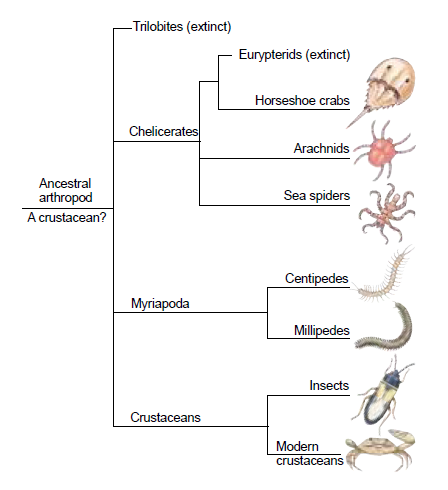 Trilobites (extinct)
Eurypterids (extinct)
Horseshoe crabs
Chelicerates
Arachnids
Ancestral
arthropod
A crustacean?
Sea spiders
Centipedes
Myriapoda
Millipedes
Insects
Crustaceans
Modern
crustaceans